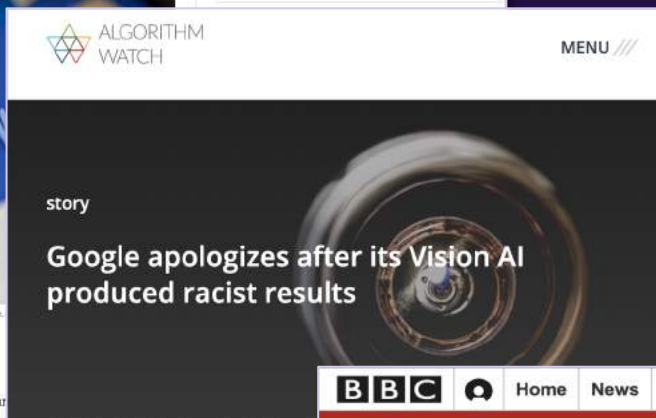 ALGORITHM
WATCH
MENU ///
story
Google apologizes after its Vision AI
produced racist results
BBC
Home
News